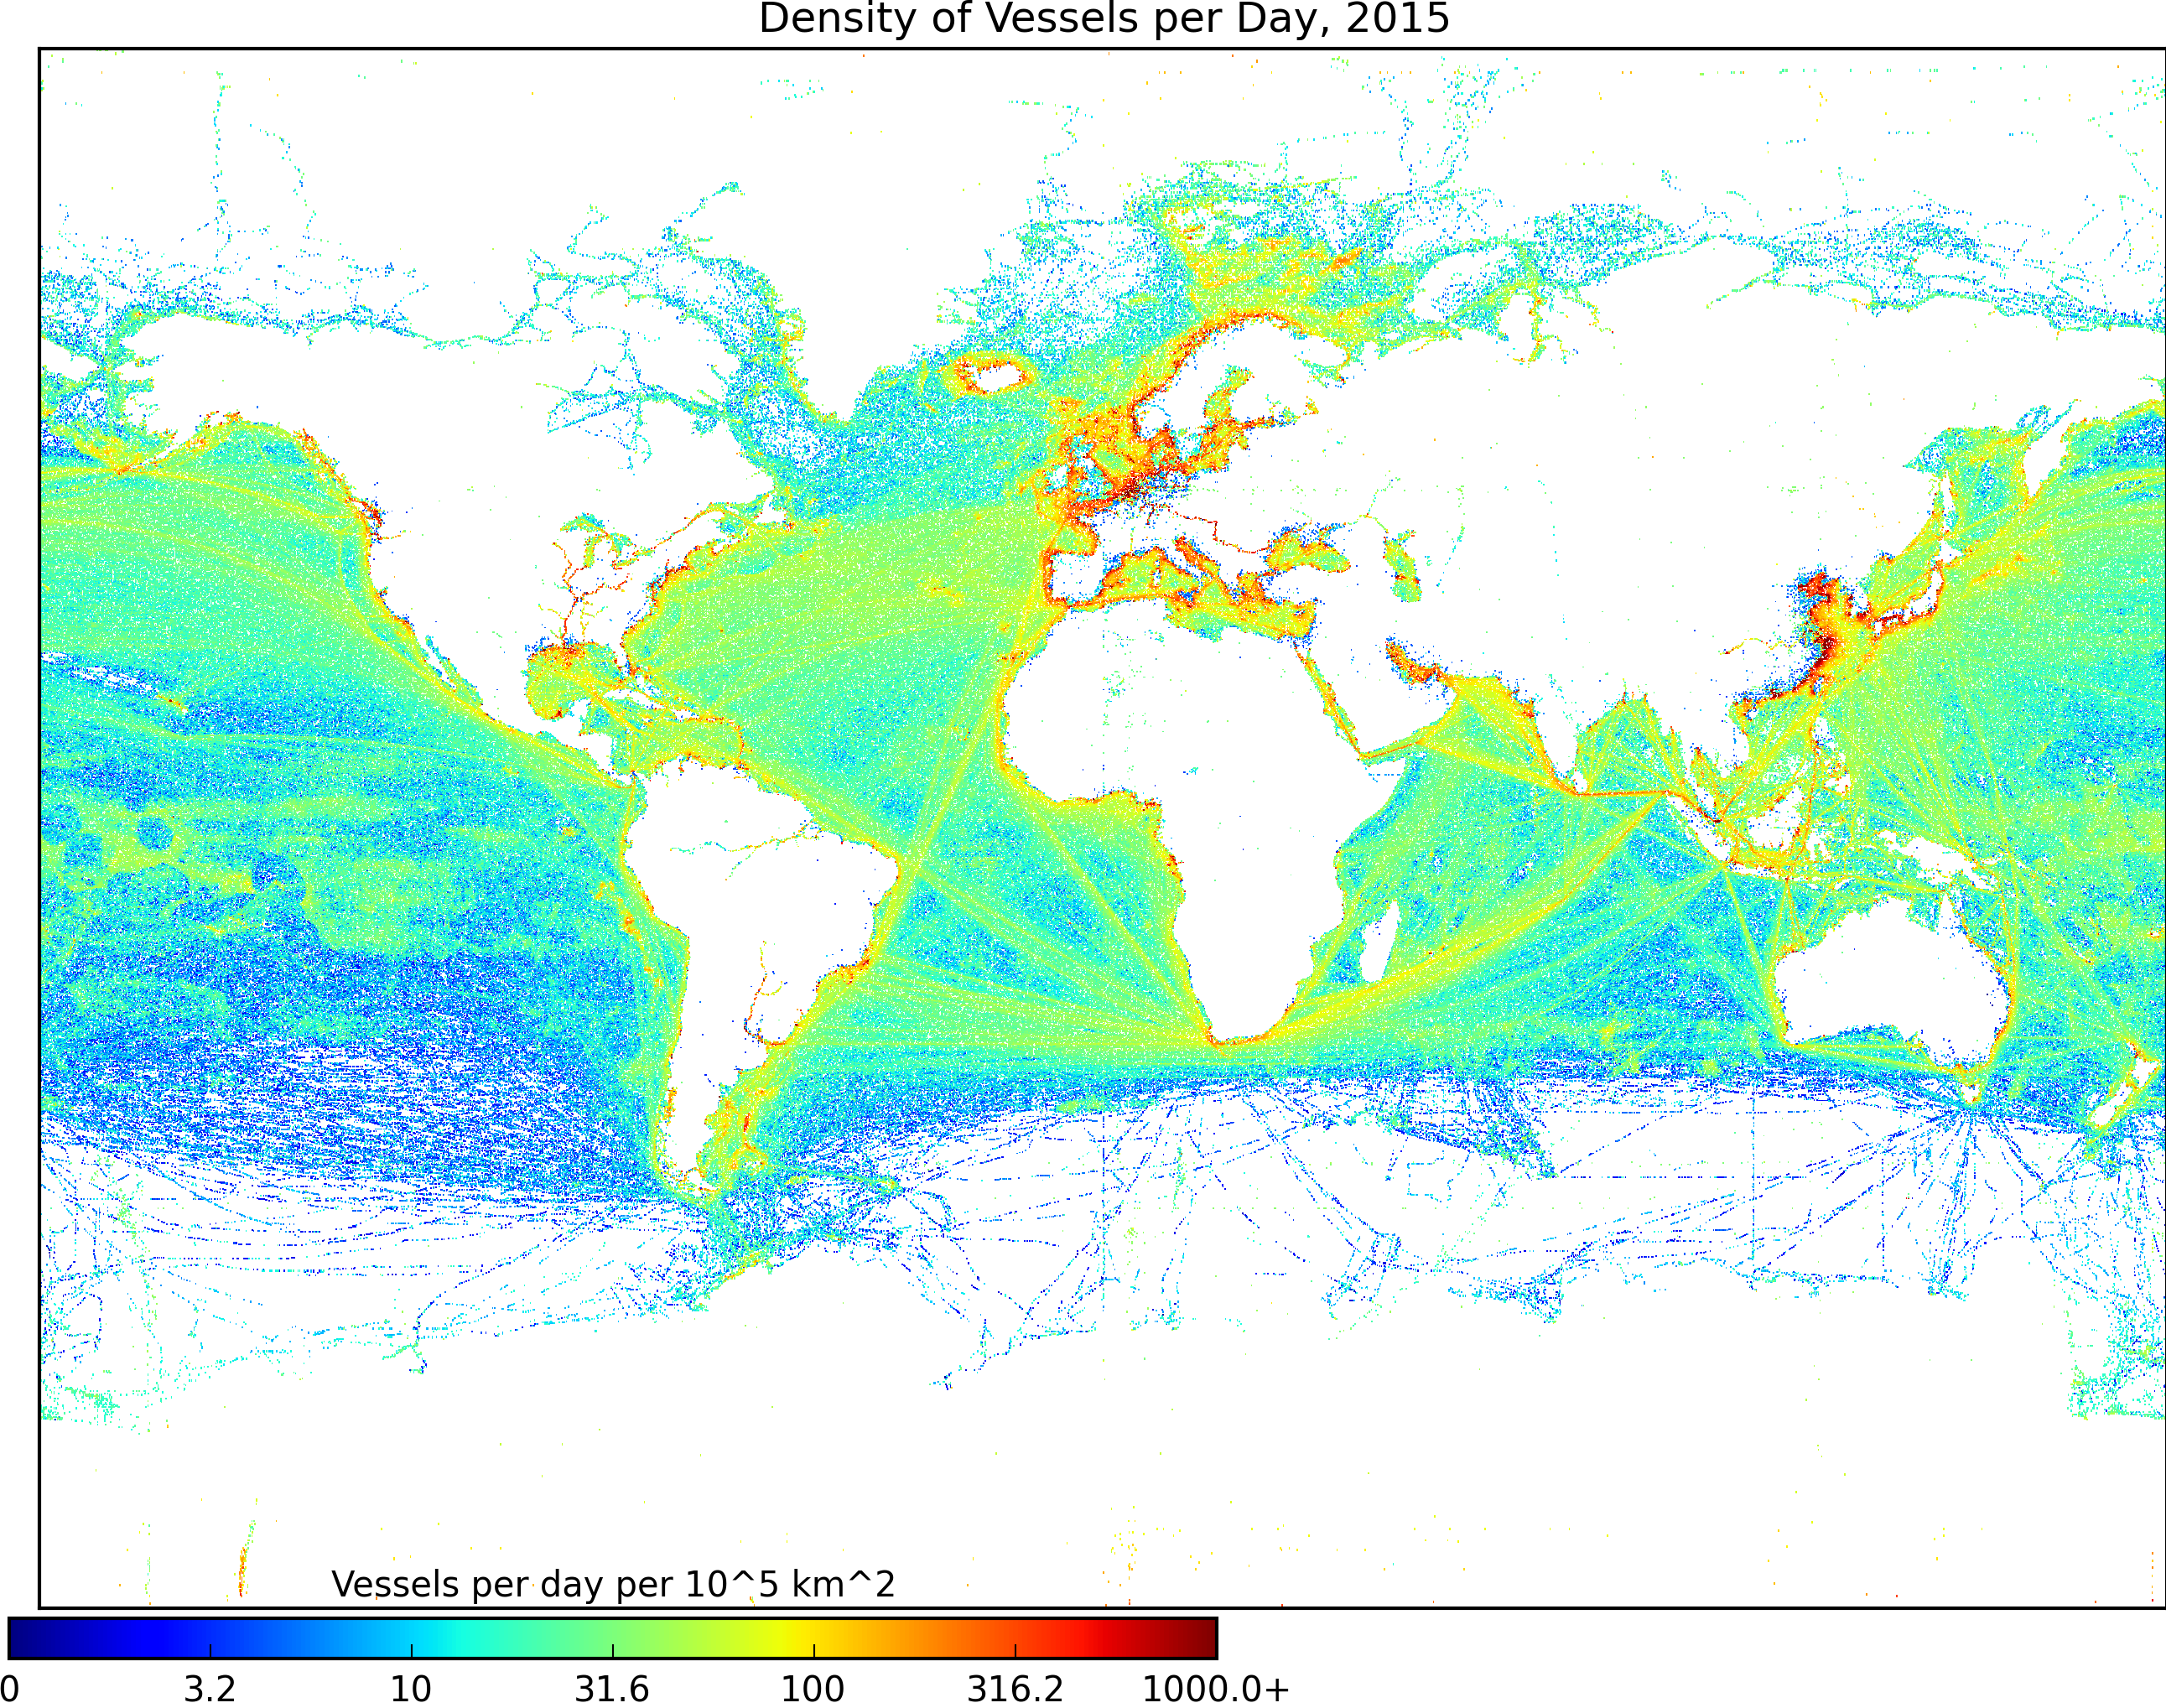 Density of Vessels per Day, 2015
Vessels per day per 10^5 km^2
0 3.2 10 31.6 100 316.2 1000.0+